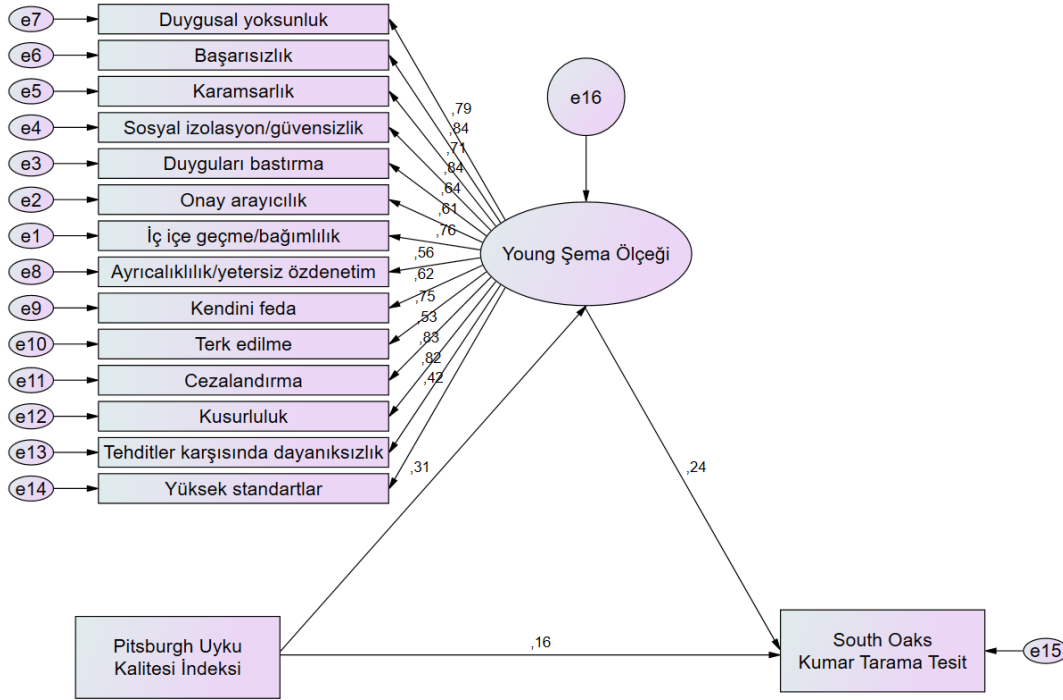 e7
Duygusal yoksunluk
e6
Başarısızlık
e5
Karamsarlık
e4
Sosyal izolasyon/güvensizlik
e3
Duyguları bastırma
e2
Onay arayıcılık
e1
İç içe geçme/bağımlılık
e8
Ayrıcalıklılık/yetersiz özdenetim
e9
Kendini feda
e10
Terk edilme
e11
Cezalandırma
e12
Kusurluluk
e13
Tehditler karşısında dayanıksızlık
e14
Yüksek standartlar
,79
,84
,71
,84
,64
,61
,76
,56
,62
,75
,53
,83
,82
,42
e16
Young Şema Ölçeği
,31
,24
Pitsburgh Uyku
Kalitesi İndeksi
,16
South Oaks
Kumar Tarama Tesit
e15